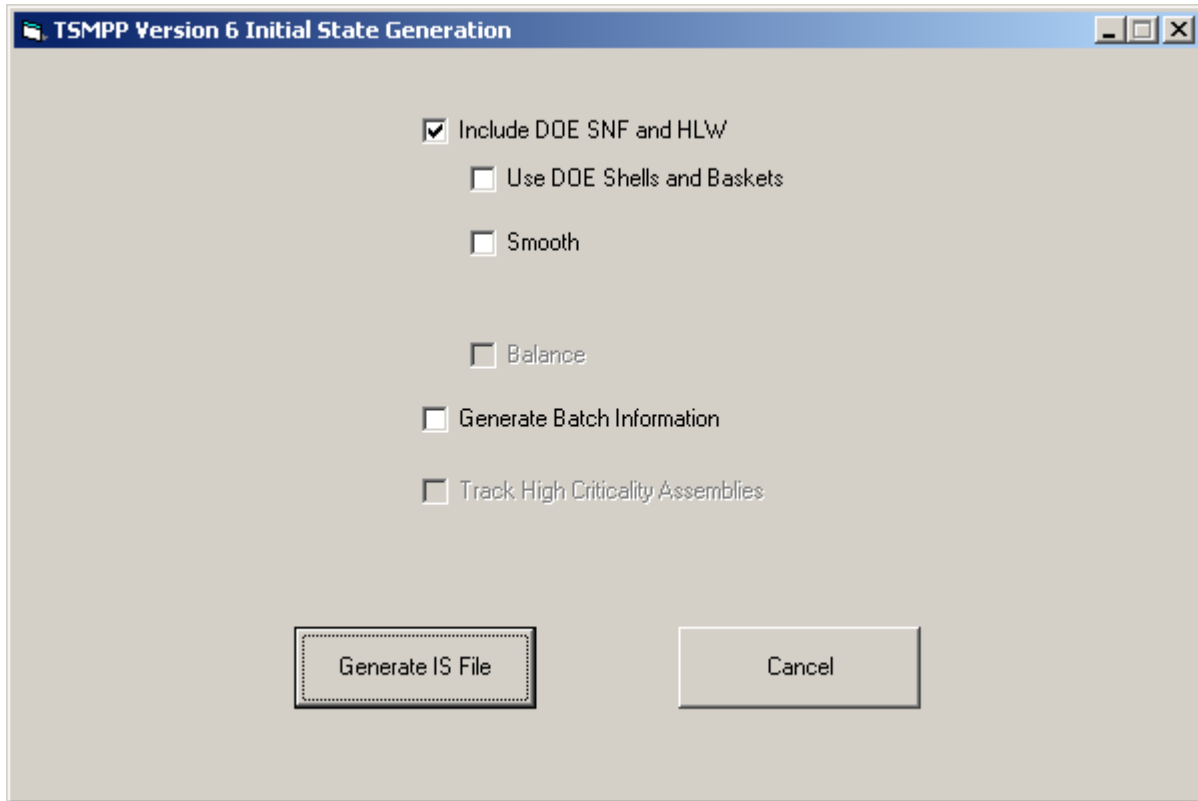 TSMPP Version 6 Initial State Generation
Include DOE SNF and HLW
Use DOE Shells and Baskets
Smooth
Balance
Generate Batch Information
Track High Criticality Assemblies
Generate IS File
Cancel